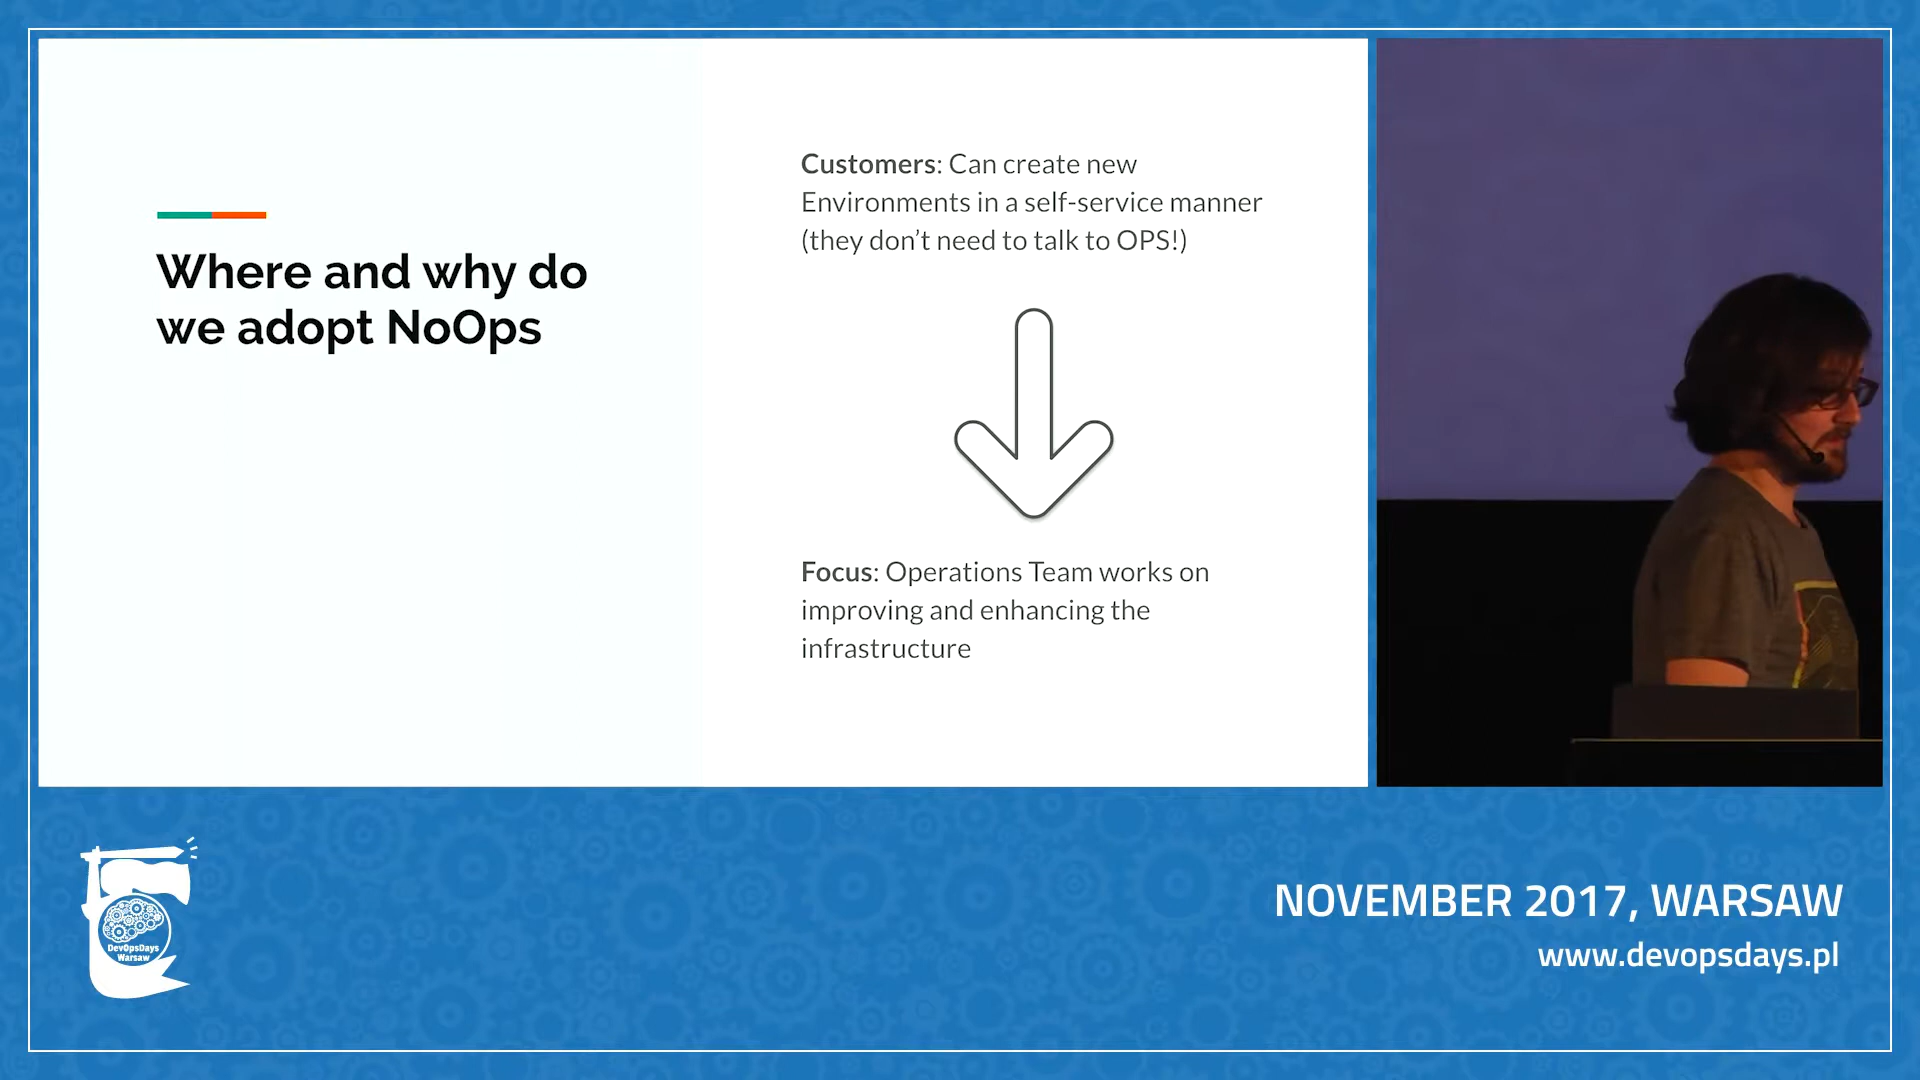 Where and why do
we adopt NoOps
Customers: Can create new
Environments in a self-service manner
(they don’t need to talk to OPS!)
Focus: Operations Team works on
improving and enhancing the
infrastructure
DevOpsDays
Warsaw
NOVEMBER 2017, WARSAW
www.devopsdays.pl